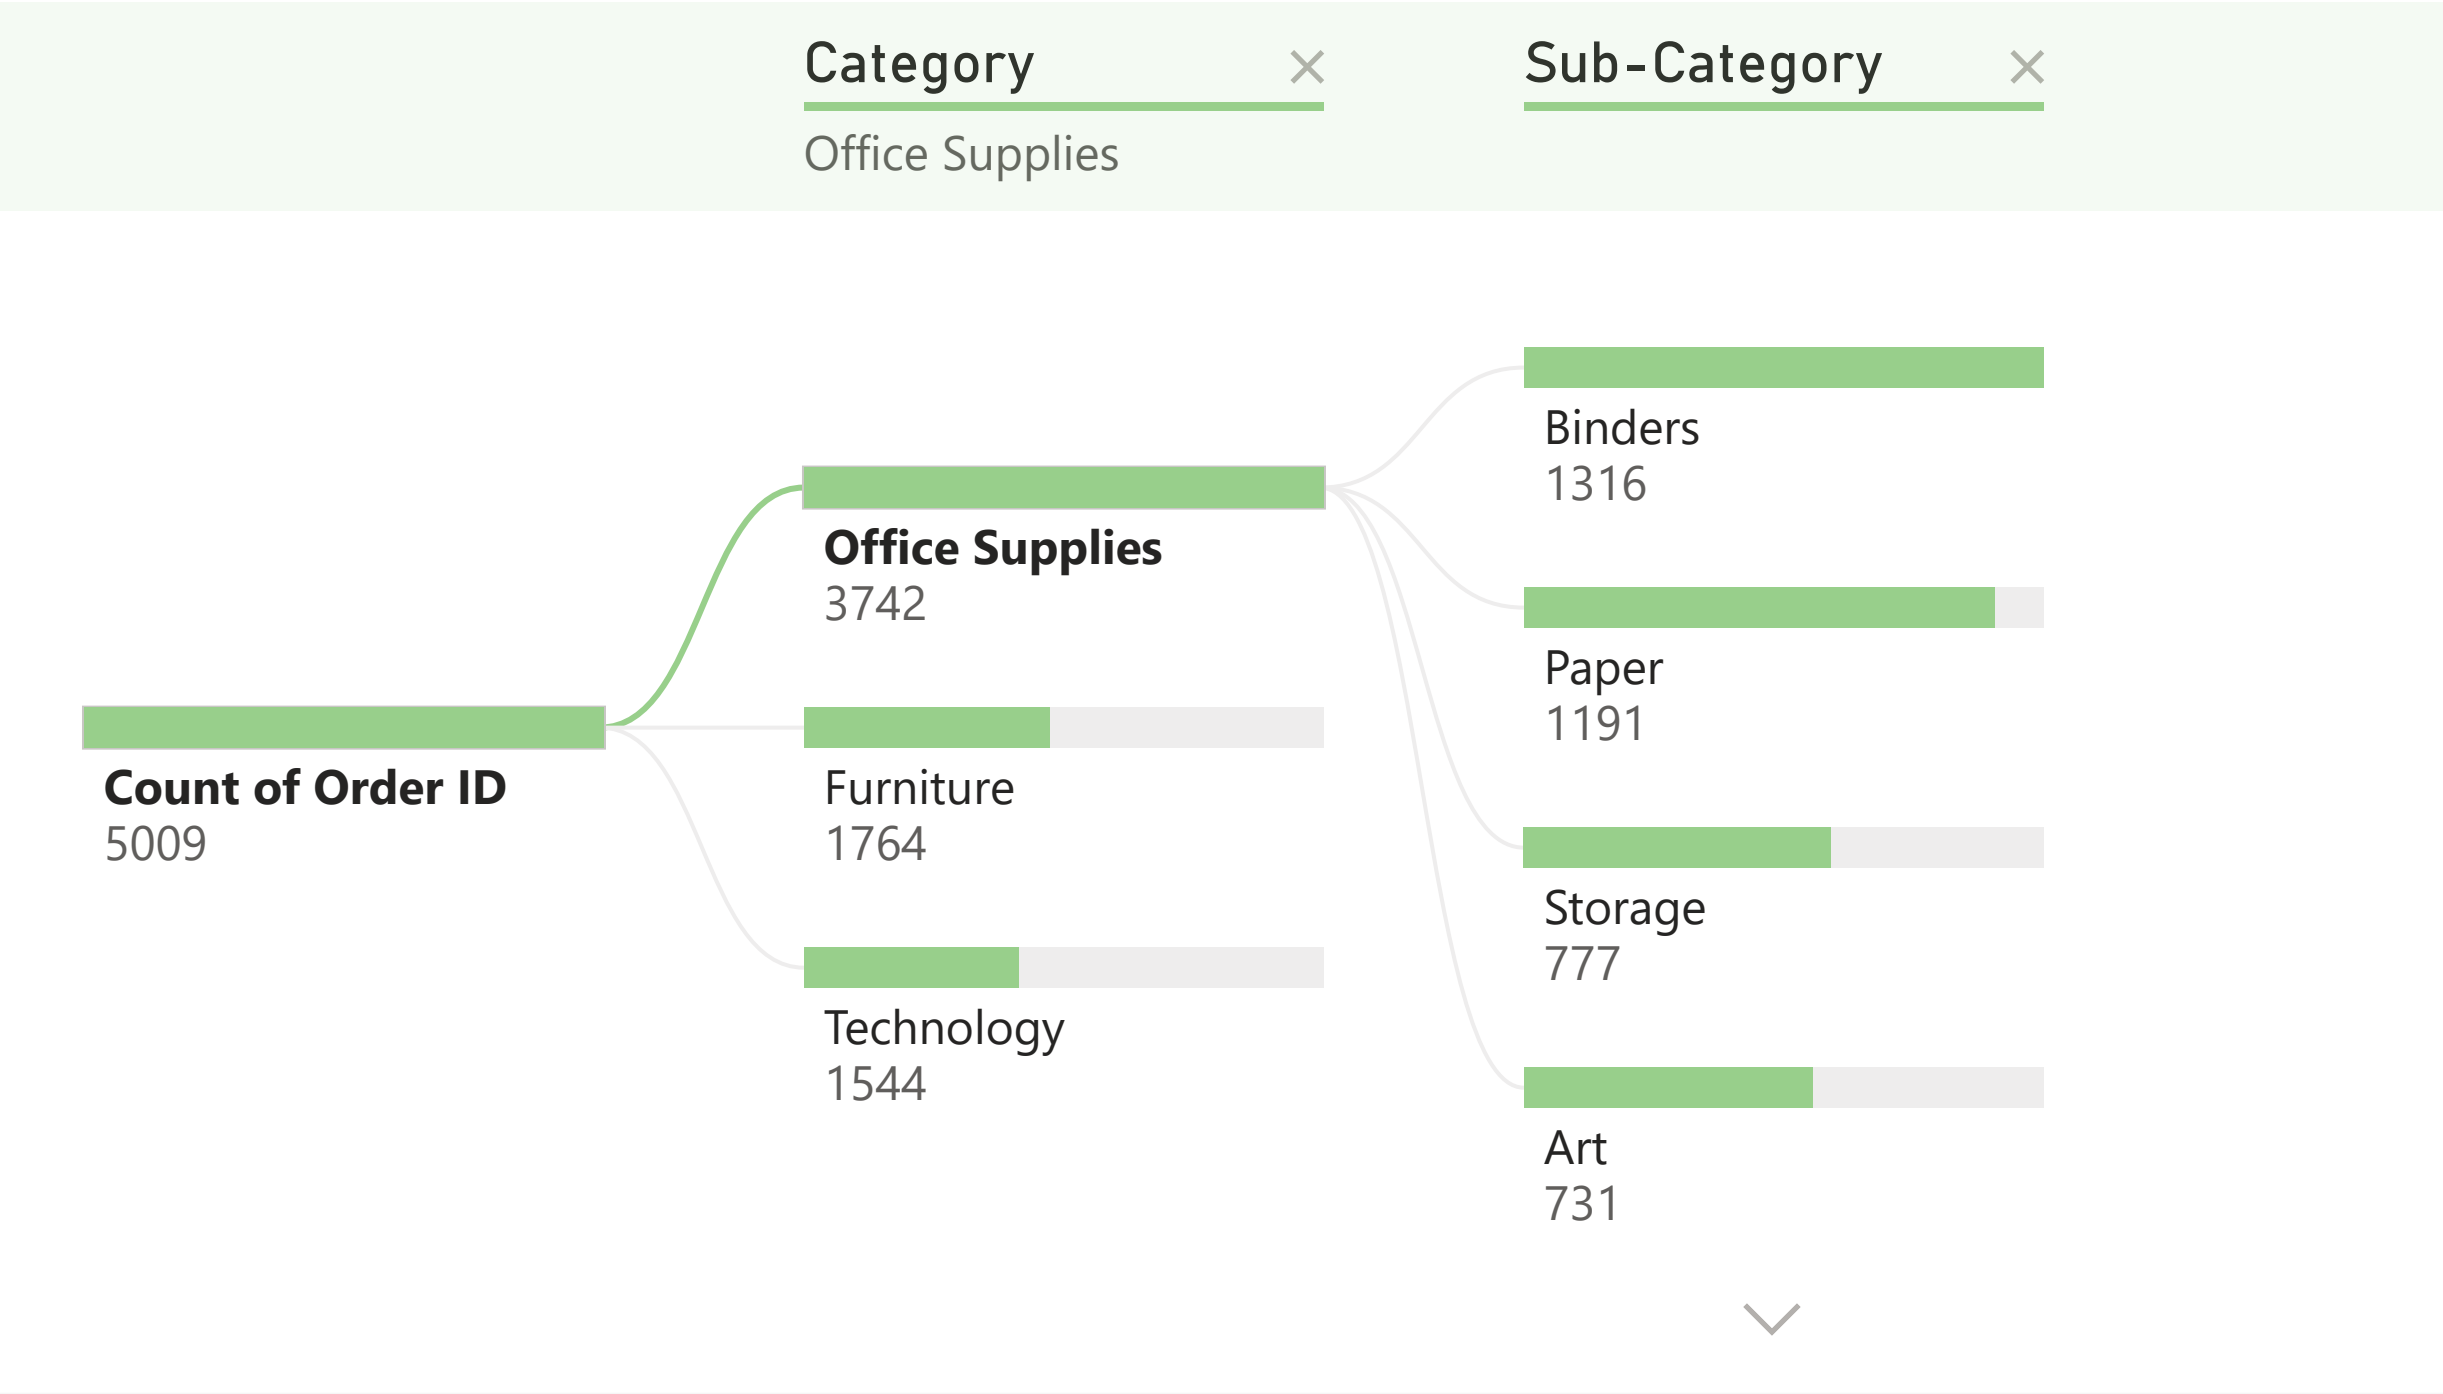 Category
Office Supplies
Sub-Category
Count of Order ID
5009
Office Supplies
3742
Furniture
1764
Technology
1544
Binders
1316
Paper
1191
Storage
777
Art
731